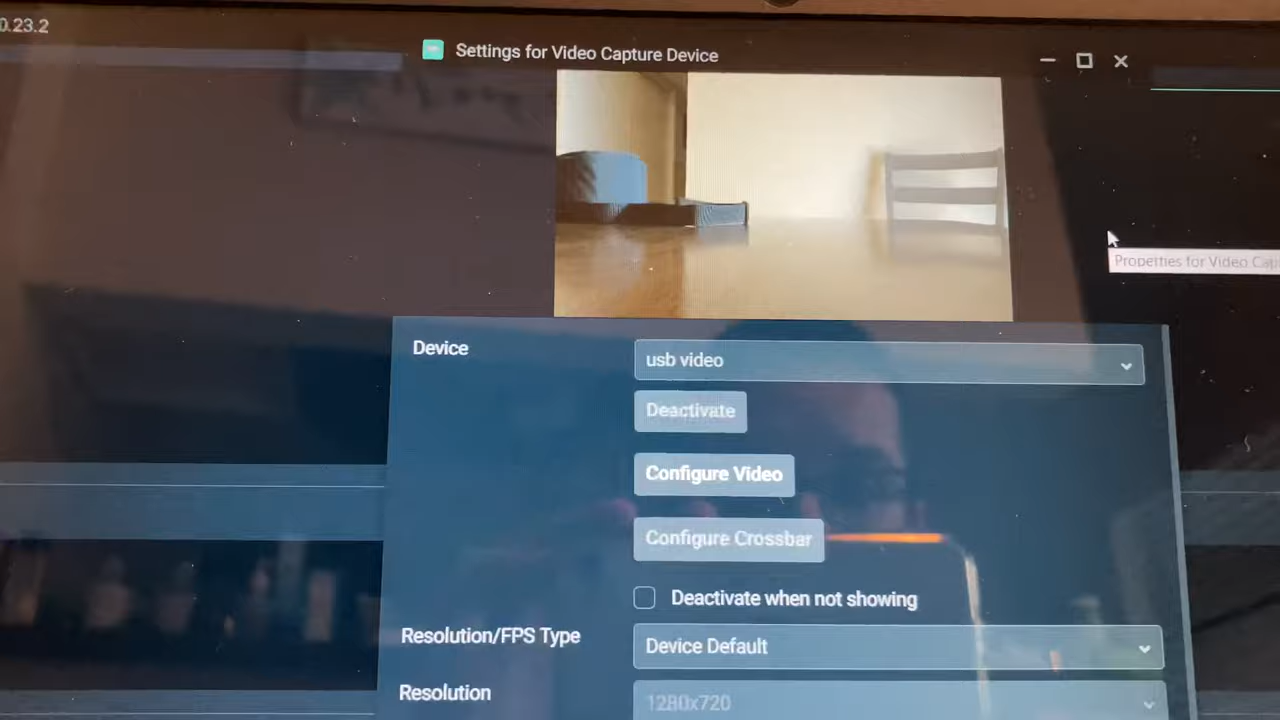 0.23.2
Settings for Video Capture Device
Properties for Video
Device
usb video
Deactivate
Configure Video
Configure Crossbar
Deactivate when not showing
Resolution/FPS Type
Device Default
Resolution
1280x720